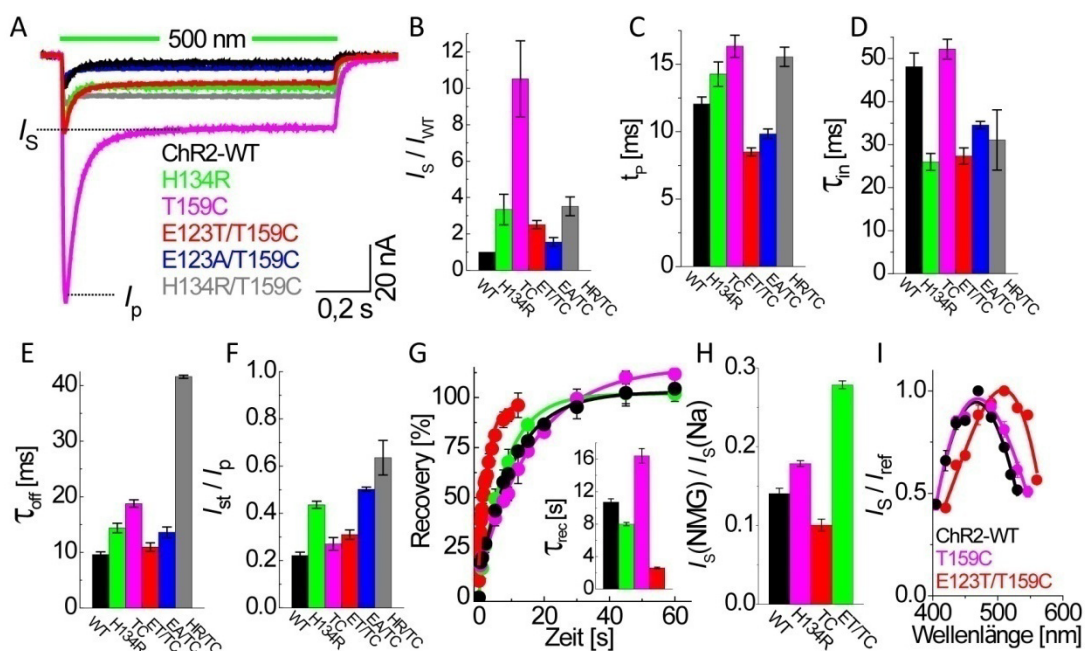 A
500 nm
I_S
I_p
ChR2-WT
H134R
T159C
E123T/T159C
E123A/T159C
H134R/T159C
20 nA
0,2 s
B
I_S / I_WT
12
10
8
6
4
2
0
WT
H134R
TC
ET/TC
EA/TC
HR/TC
C
t_P [ms]
15
10
5
0
WT
H134R
TC
ET/TC
EA/TC
HR/TC
D
τ_in [ms]
50
40
30
20
10
0
WT
H134R
TC
ET/TC
EA/TC
HR/TC
E
τ_off [ms]
40
30
20
10
0
WT
H134R
TC
ET/TC
EA/TC
HR/TC
F
I_st / I_p
1.0
0.8
0.6
0.4
0.2
0.0
WT
H134R
TC
ET/TC
EA/TC
HR/TC
G
Recovery [%]
100
75
50
25
0
0 20 40 60
Zeit [s]
τ_rec [s]
16
12
8
4
0
H
I_S(NMG) / I_S(Na)
0.3
0.2
0.1
0.0
WT
H134R
TC
ET/TC
I
I_S / I_ref
1.0
0.5
0.0
ChR2-WT
T159C
E123T/T159C
400 500 600
Wellenlänge [nm]